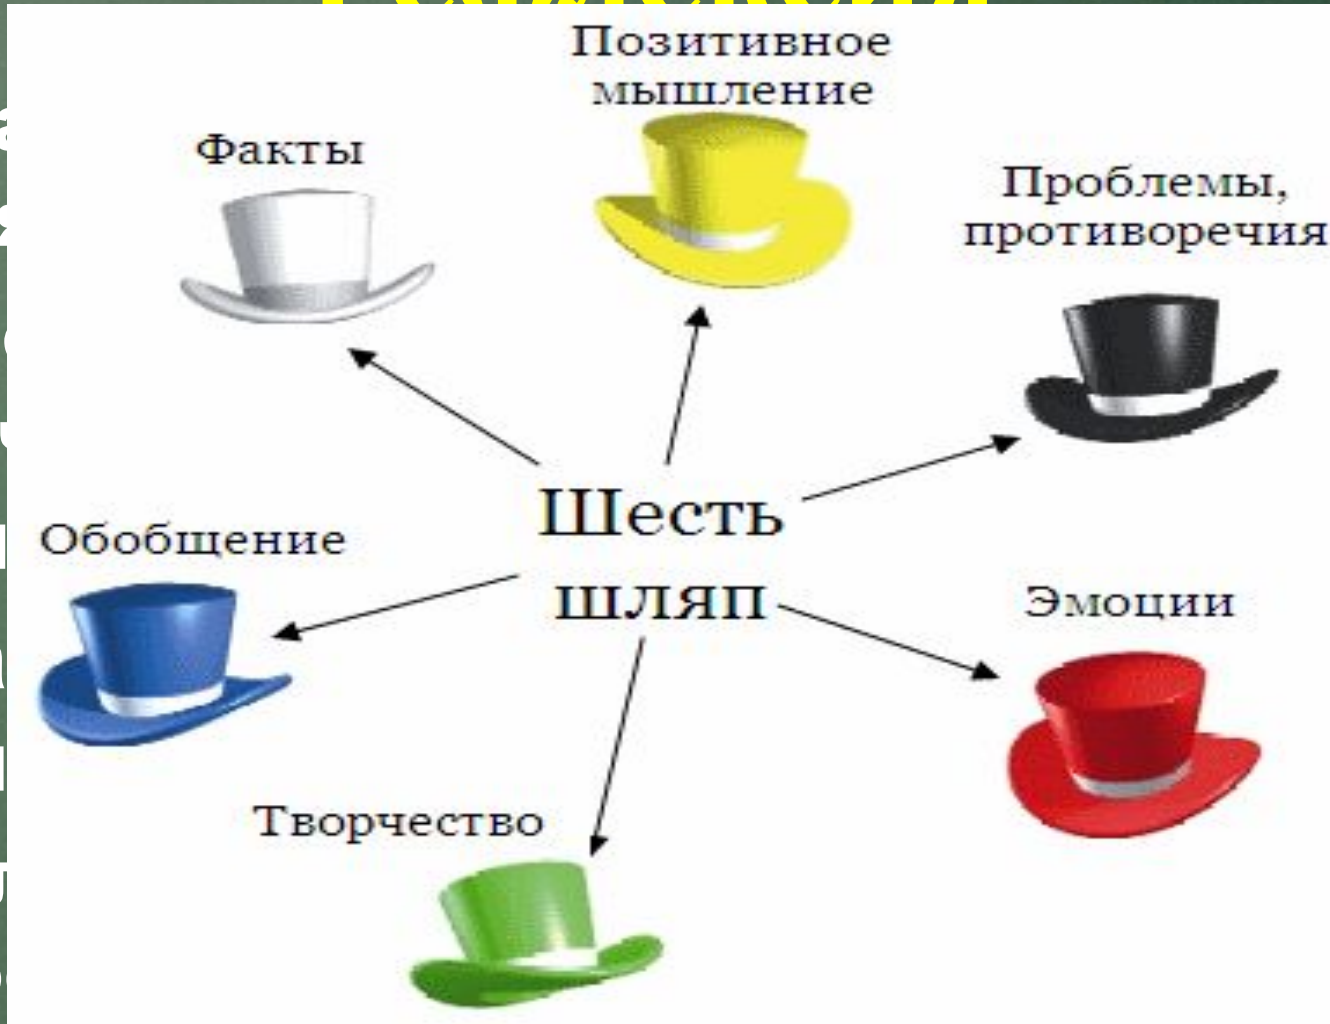 Позитивное
мышление
Факты
Проблемы,
противоречия
Шесть
шляп
Обобщение
Эмоции
Творчество